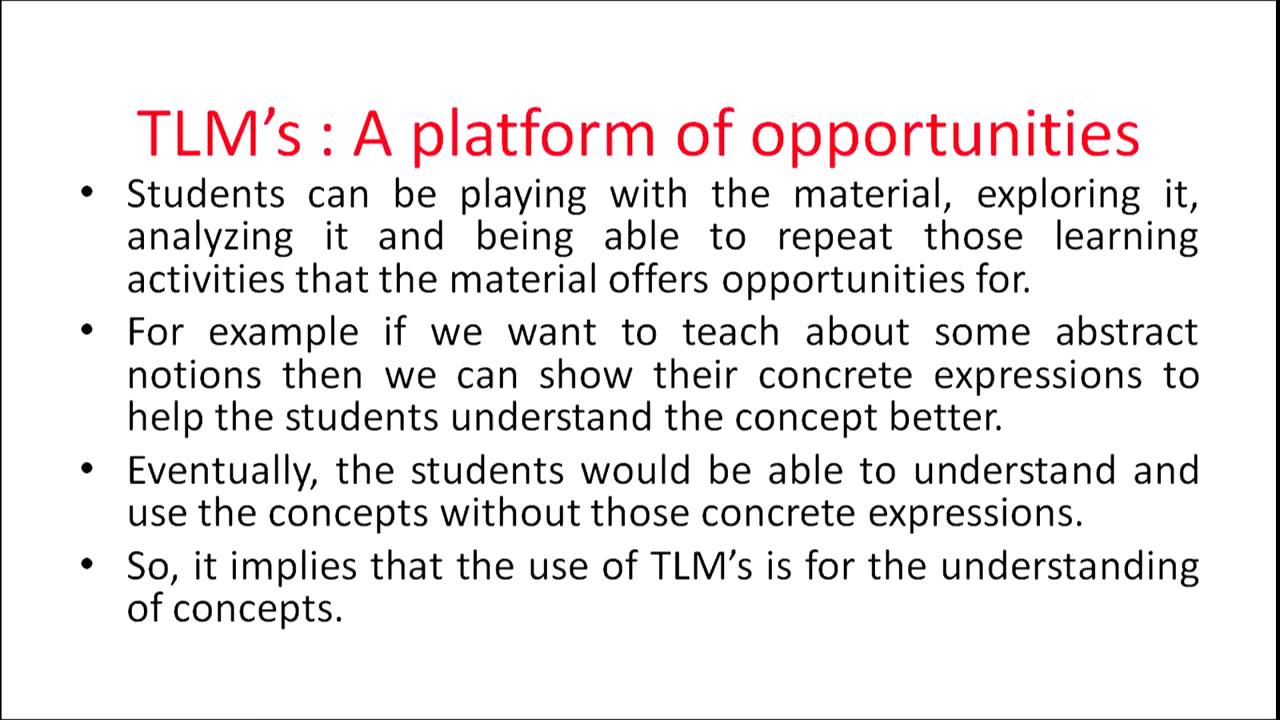 TLM’s : A platform of opportunities
• Students can be playing with the material, exploring it,
analyzing it and being able to repeat those learning
activities that the material offers opportunities for.
• For example if we want to teach about some abstract
notions then we can show their concrete expressions to
help the students understand the concept better.
• Eventually, the students would be able to understand and
use the concepts without those concrete expressions.
• So, it implies that the use of TLM’s is for the understanding
of concepts.